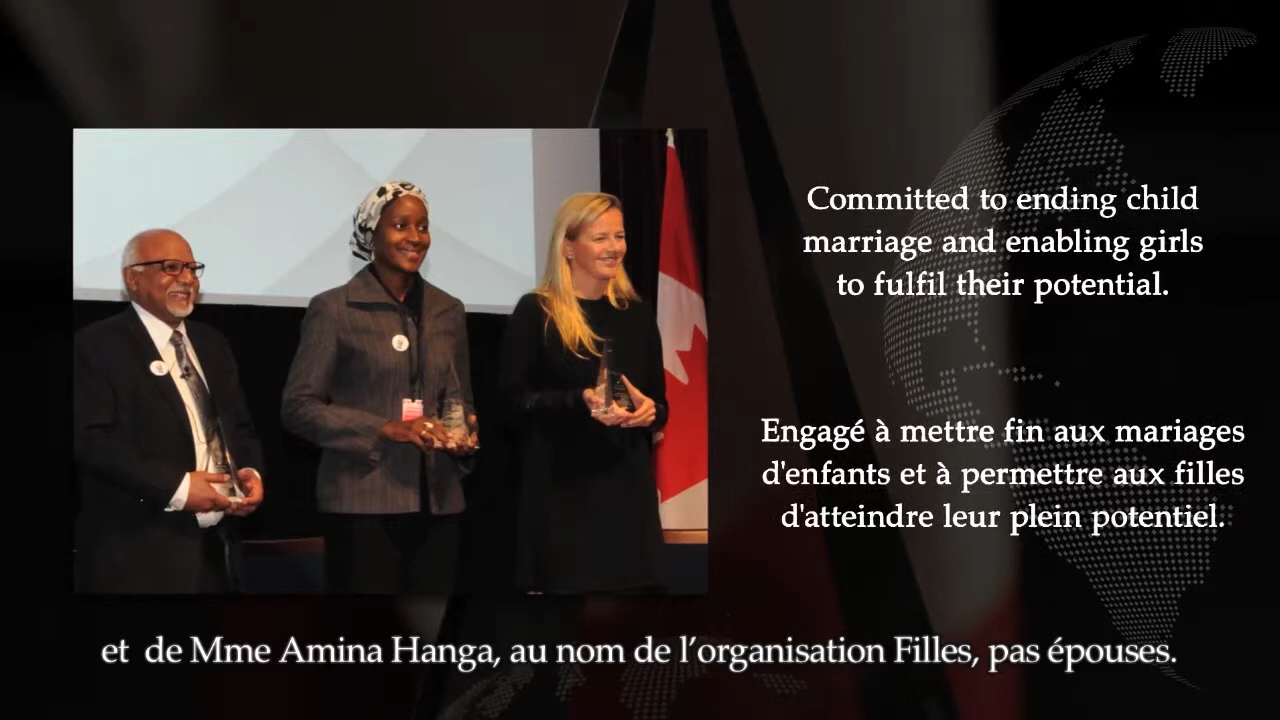 Committed to ending child
marriage and enabling girls
to fulfil their potential.
Engagé à mettre fin aux mariages
d'enfants et à permettre aux filles
d'atteindre leur plein potentiel.
et de Mme Amina Hanga, au nom de l’organisation Filles, pas épouses.